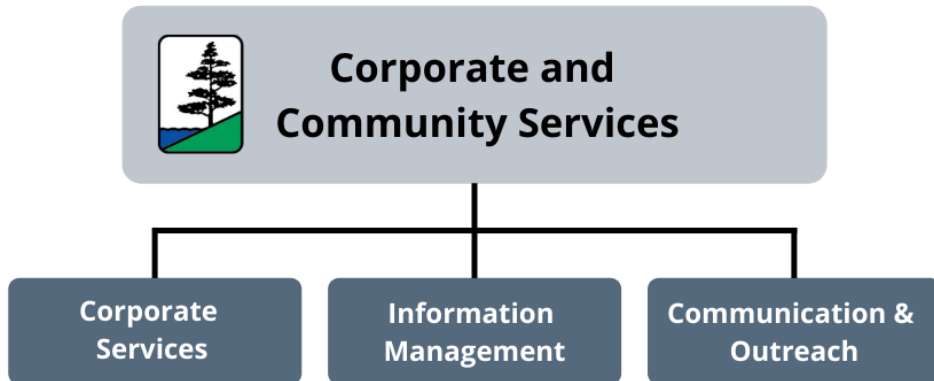 Corporate and
Community Services
Corporate
Services
Information
Management
Communication &
Outreach